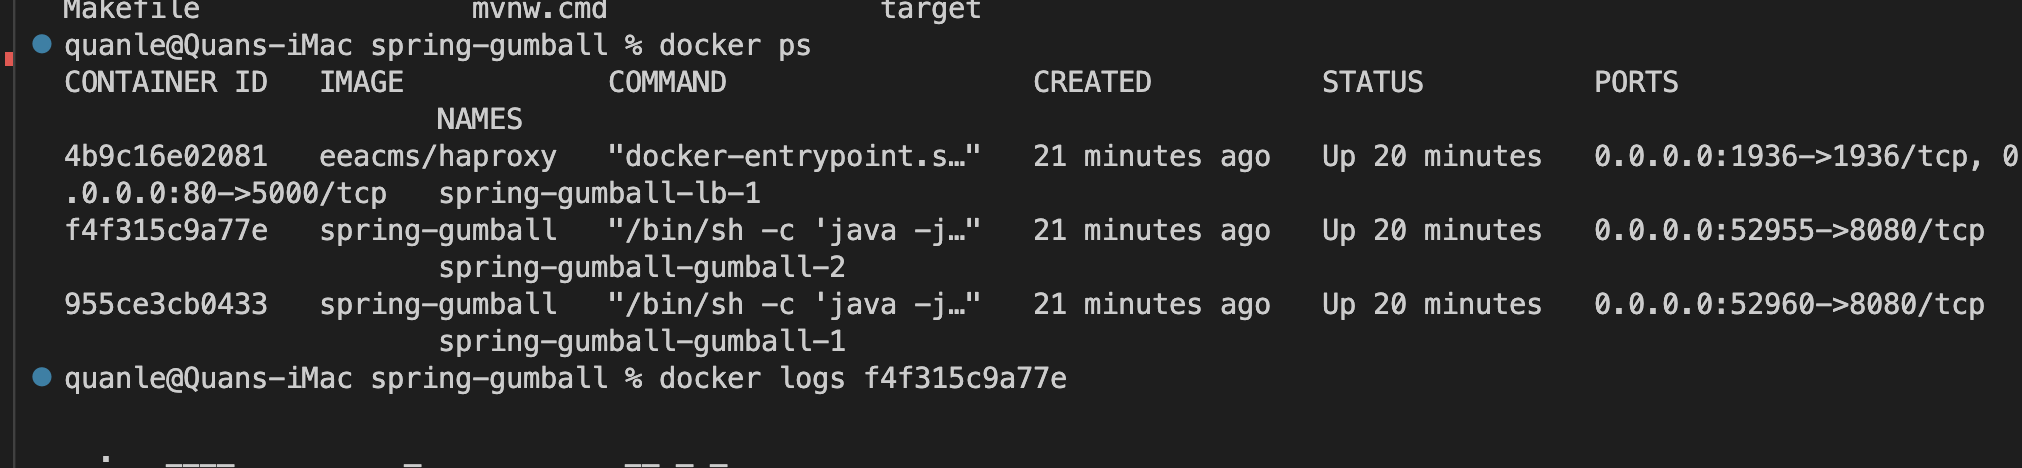 Makefile mvnw.cmd target
quanle@Quans-iMac spring-gumball % docker ps
CONTAINER ID IMAGE COMMAND CREATED STATUS PORTS
NAMES
4b9c16e02081 eeacms/haproxy "docker-entrypoint.s…" 21 minutes ago Up 20 minutes 0.0.0.0:1936->1936/tcp, 0
.0.0.0:80->5000/tcp spring-gumball-lb-1
f4f315c9a77e spring-gumball "/bin/sh -c 'java -j…" 21 minutes ago Up 20 minutes 0.0.0.0:52955->8080/tcp
spring-gumball-gumball-2
955ce3cb0433 spring-gumball "/bin/sh -c 'java -j…" 21 minutes ago Up 20 minutes 0.0.0.0:52960->8080/tcp
spring-gumball-gumball-1
quanle@Quans-iMac spring-gumball % docker logs f4f315c9a77e
. ____ _ __ _ _